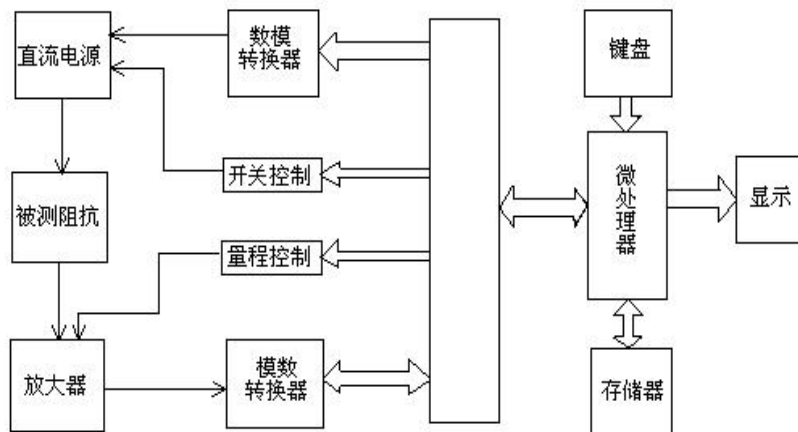 直流电源
数模
转换器
键盘
开关控制
微
处
理
器
显示
被测阻抗
量程控制
放大器
模数
转换器
存储器